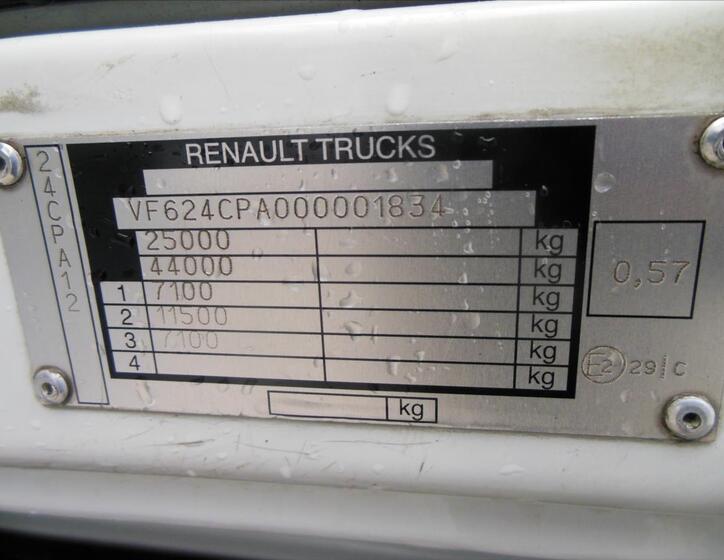 RENAULT TRUCKS
24CPA12
VF624CPA000001834
25000 kg
44000 kg
1 7100 kg
2 11500 kg
3 7100 kg
4 kg
kg
0,57
E2 29 C